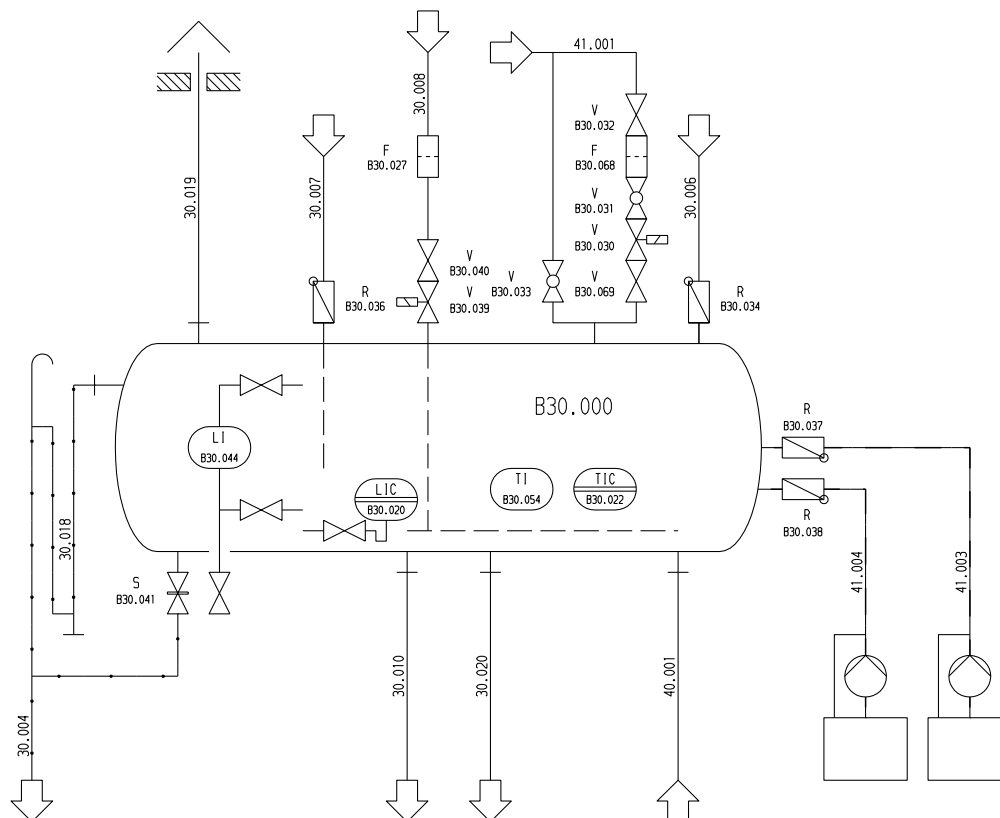 41.001
30.008
V
B30.032
F
B30.027
F
B30.068
30.019
30.007
30.006
V
B30.031
V
B30.030
V
B30.040
R
B30.036
V
B30.039
V
B30.033
V
B30.069
R
B30.034
B30.000
R
B30.037
LI
B30.044
LIC
B30.020
TI
B30.054
TIC
B30.022
R
B30.038
30.018
S
B30.041
41.004
41.003
30.010
30.020
40.001
30.004